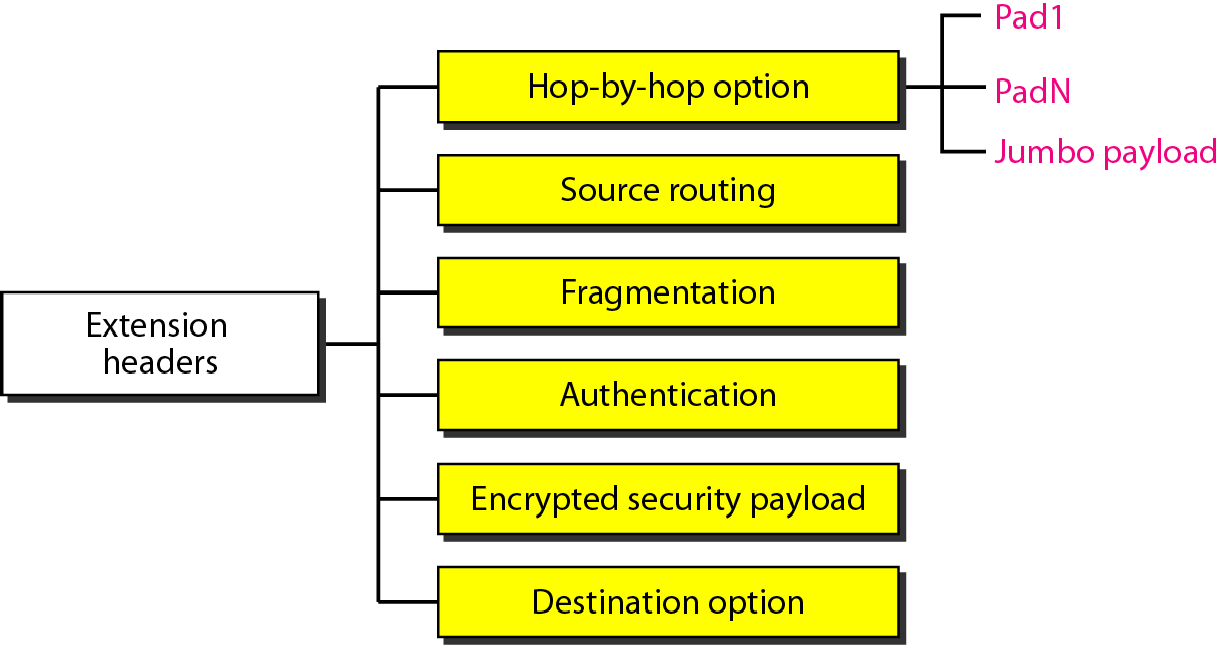 Extension
headers
Hop-by-hop option
Pad1
PadN
Jumbo payload
Source routing
Fragmentation
Authentication
Encrypted security payload
Destination option